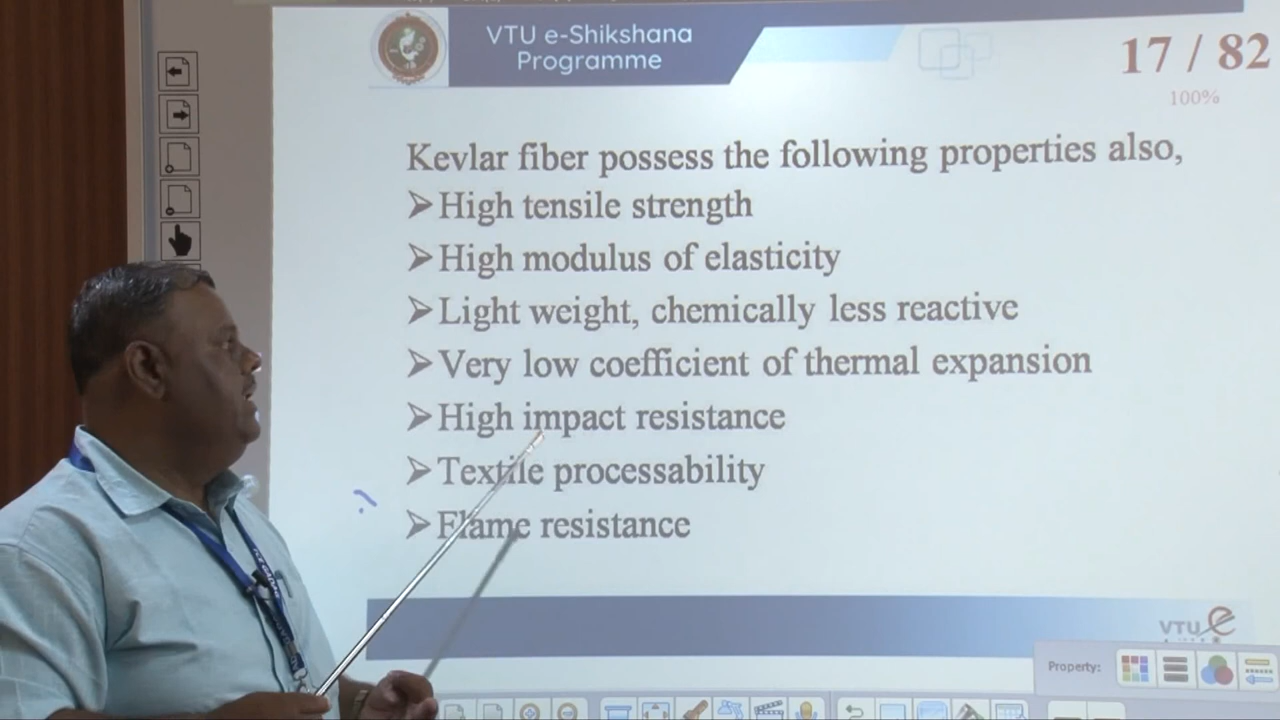 VTU e-Shikshana
Programme
17 / 82
100%
Kevlar fiber possess the following properties also,
➢High tensile strength
➢High modulus of elasticity
➢Light weight, chemically less reactive
➢Very low coefficient of thermal expansion
➢High impact resistance
➢Textile processability
➢Flame resistance
VTU e
Property: